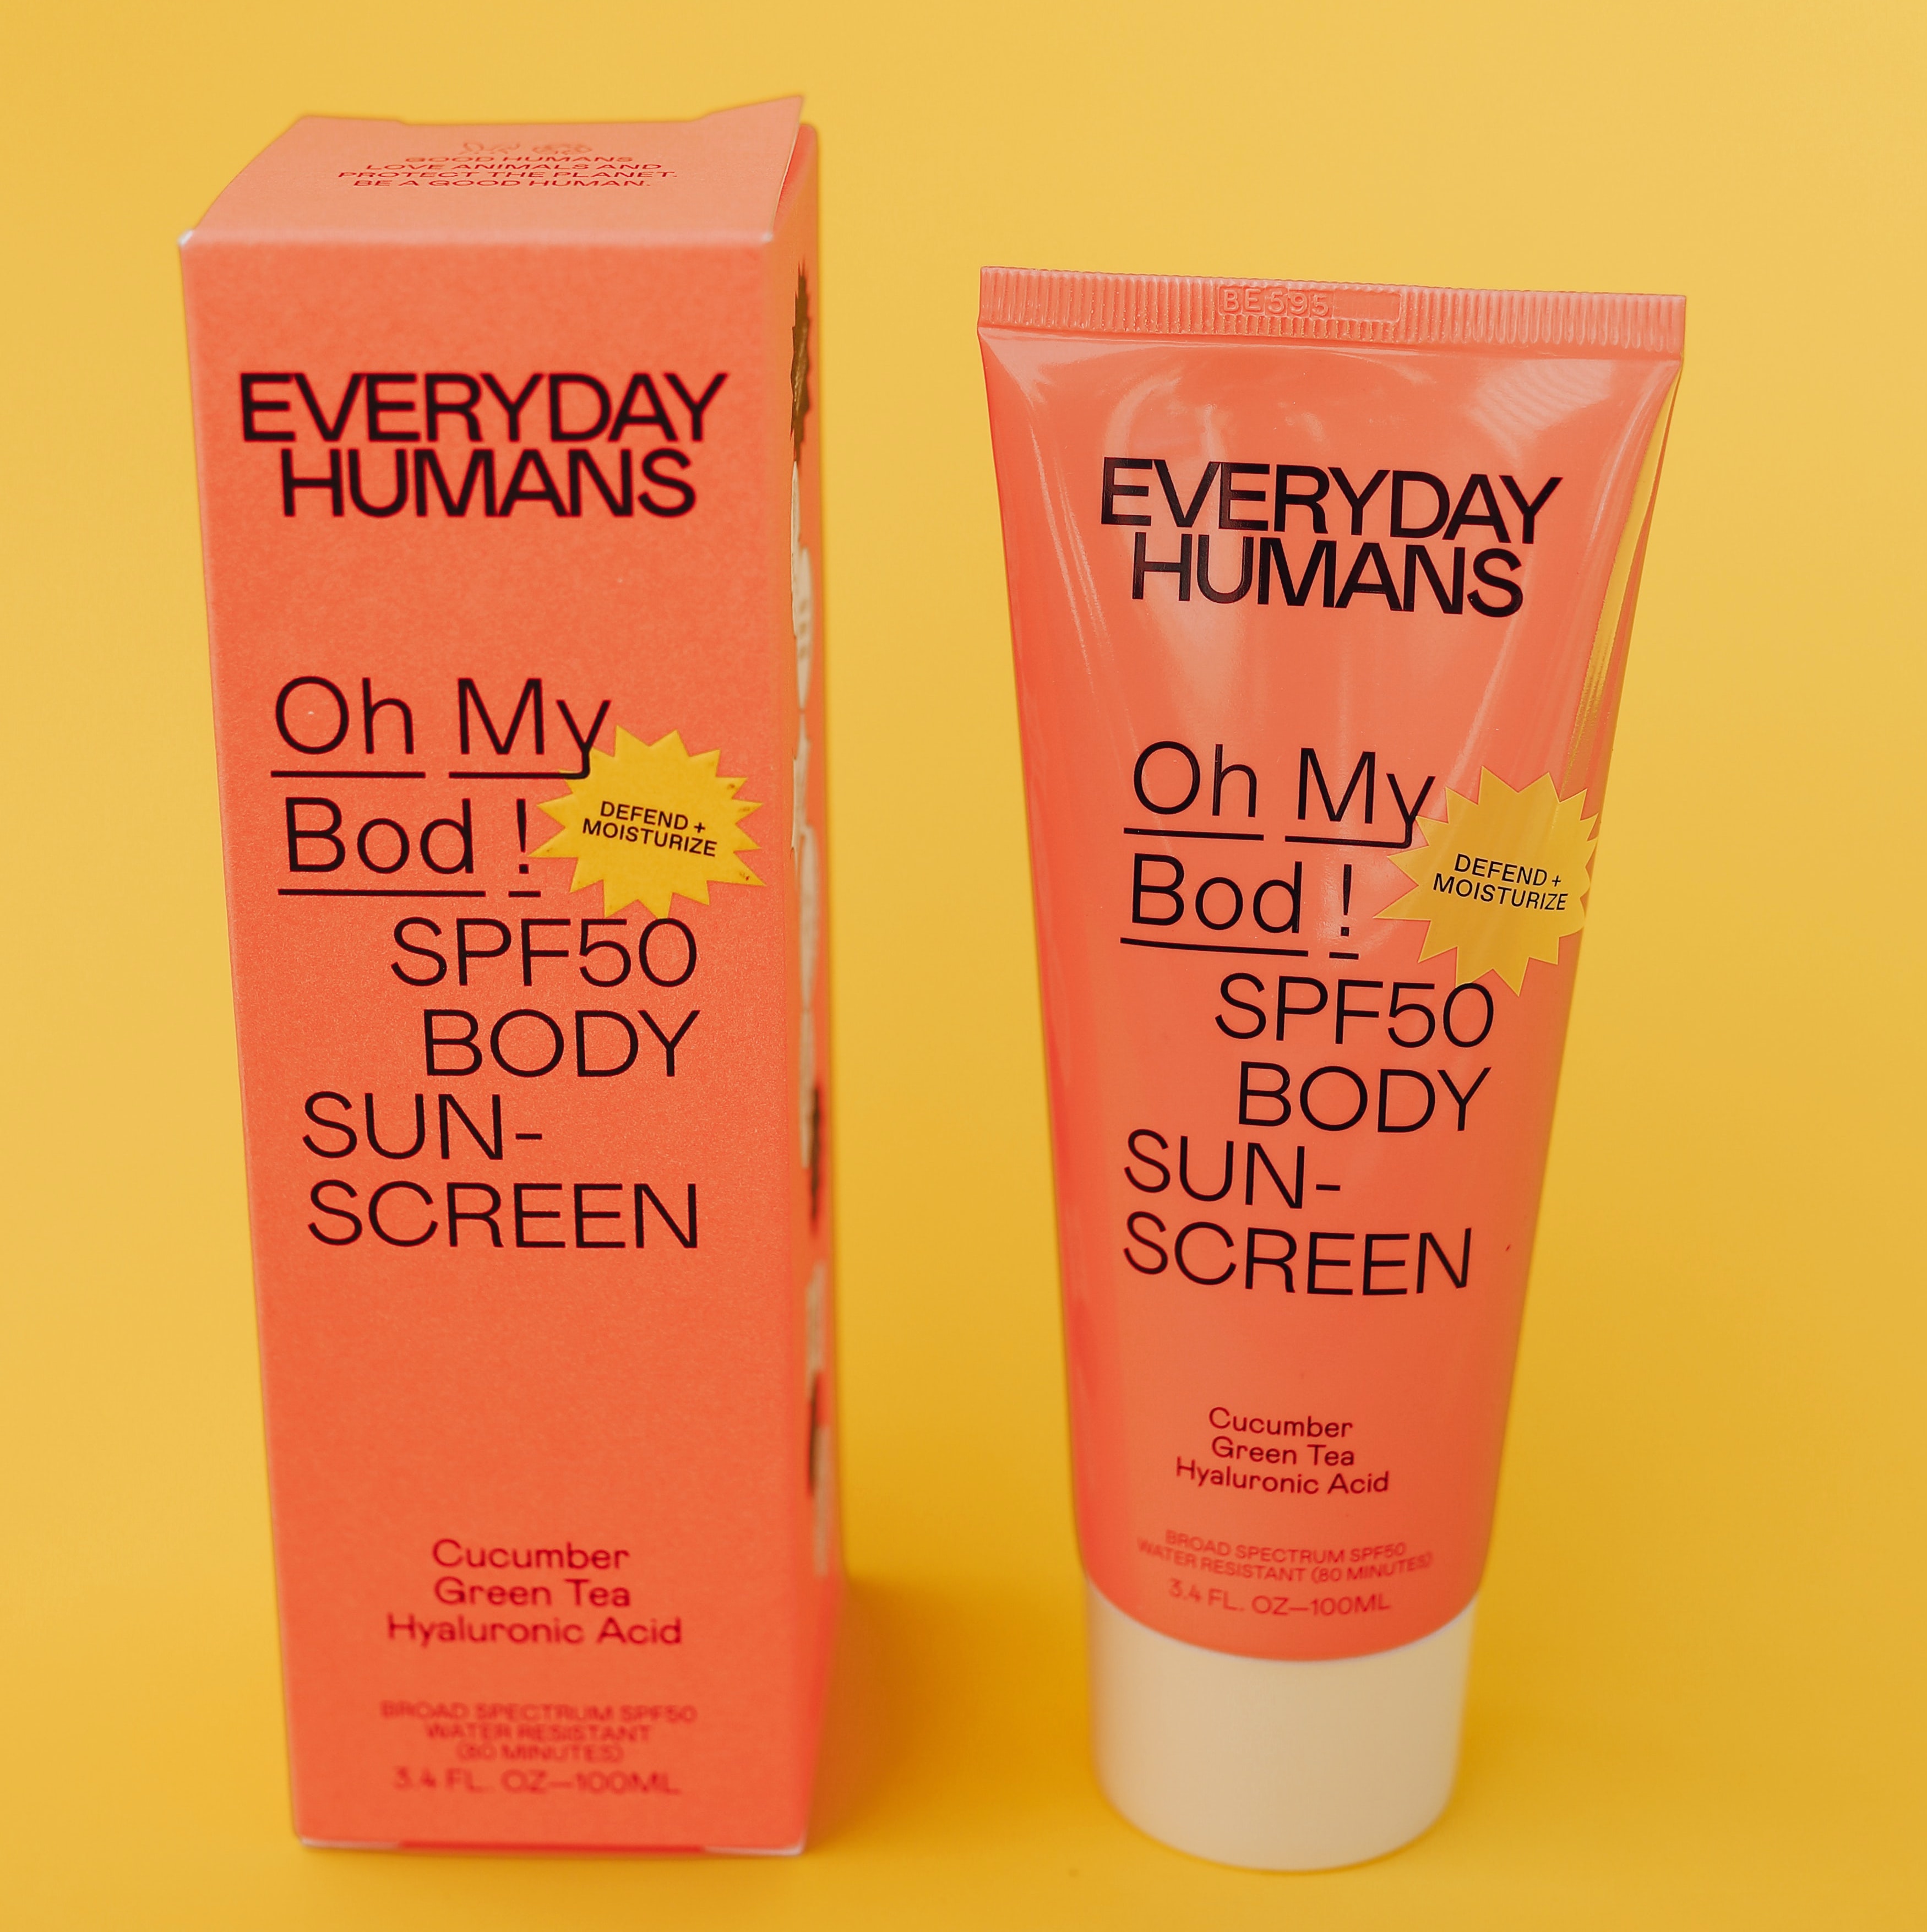 GOOD HUMANS
LOVE ANIMALS AND
PROTECT THE PLANET.
BE A GOOD HUMAN.
EVERYDAY
HUMANS
Oh My
Bod !
DEFEND +
MOISTURIZE
SPF50
BODY
SUN-
SCREEN
Cucumber
Green Tea
Hyaluronic Acid
BROAD SPECTRUM SPF50
WATER RESISTANT
(80 MINUTES)
3.4 FL. OZ—100ML
BE595
EVERYDAY
HUMANS
Oh My
Bod !
DEFEND +
MOISTURIZE
SPF50
BODY
SUN-
SCREEN
Cucumber
Green Tea
Hyaluronic Acid
BROAD SPECTRUM SPF50
WATER RESISTANT (80 MINUTES)
3.4 FL. OZ—100ML